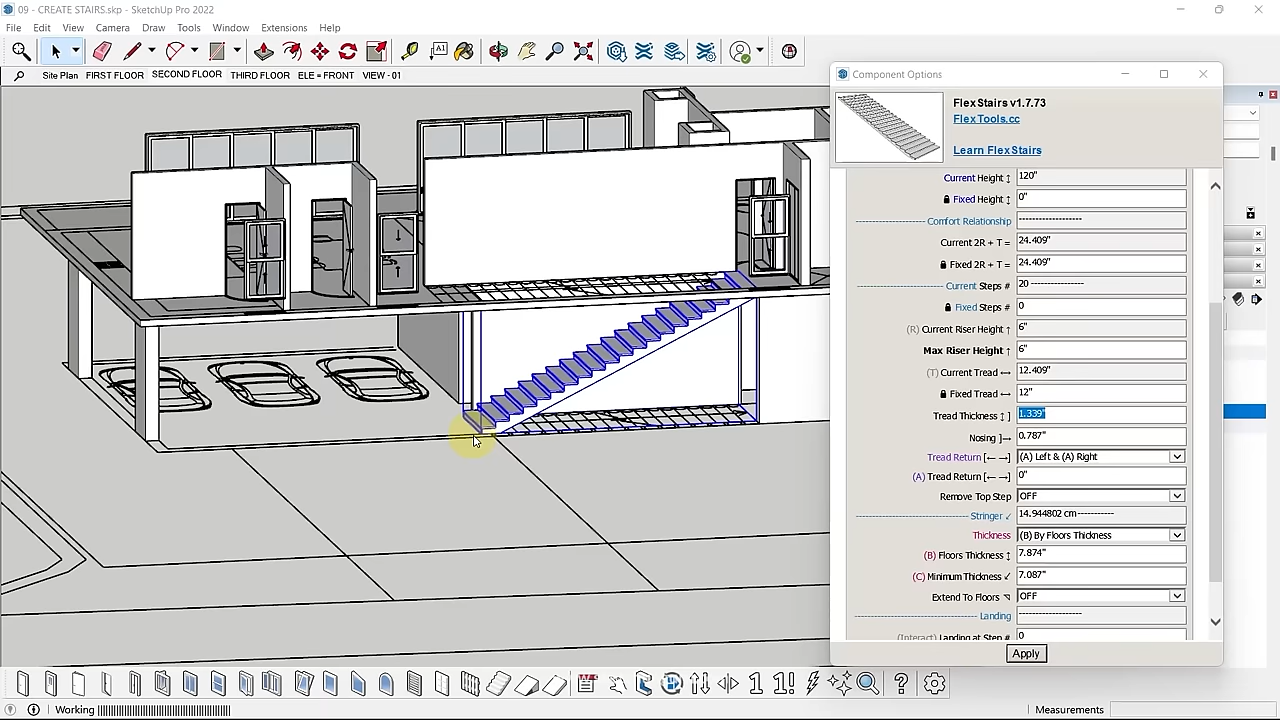 09 - CREATE STAIRS.skp - SketchUp Pro 2022
File Edit View Camera Draw Tools Window Extensions Help
Site Plan FIRST FLOOR SECOND FLOOR THIRD FLOOR ELE = FRONT VIEW - 01
Component Options
FlexStairs v1.7.73
FlexTools.cc
Learn FlexStairs
Current Height ↕ 120"
Fixed Height ↕ 0"
-------------------- Comfort Relationship -------------------
Current 2R + T = 24.409"
Fixed 2R + T = 24.409"
-------------------- Current Steps # 20 ----------------
Fixed Steps # 0
(R) Current Riser Height ↑ 6"
Max Riser Height ↑ 6"
(T) Current Tread ↔ 12.409"
Fixed Tread ↔ 12"
Tread Thickness ↕ ] 1.339"
Nosing ]↔ 0.787"
Tread Return [← →] (A) Left & (A) Right
(A) Tread Return [← →] 0"
Remove Top Step OFF
-------------------- Stringer ↙ 14.944802 cm-----------
Thickness (B) By Floors Thickness
(B) Floors Thickness ↕ 7.874"
(C) Minimum Thickness ↙ 7.087"
Extend To Floors OFF
-------------------- Landing -------------------
(Interact) Landing at Step # 0
Apply
Working ||||||||||||||||||||||||||||||||||||||||
Measurements